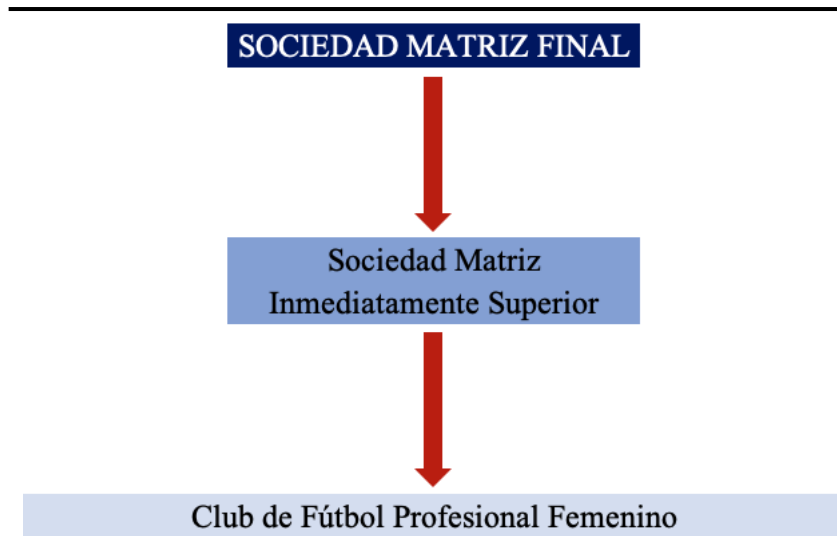 SOCIEDAD MATRIZ FINAL
Sociedad Matriz
Inmediatamente Superior
Club de Fútbol Profesional Femenino